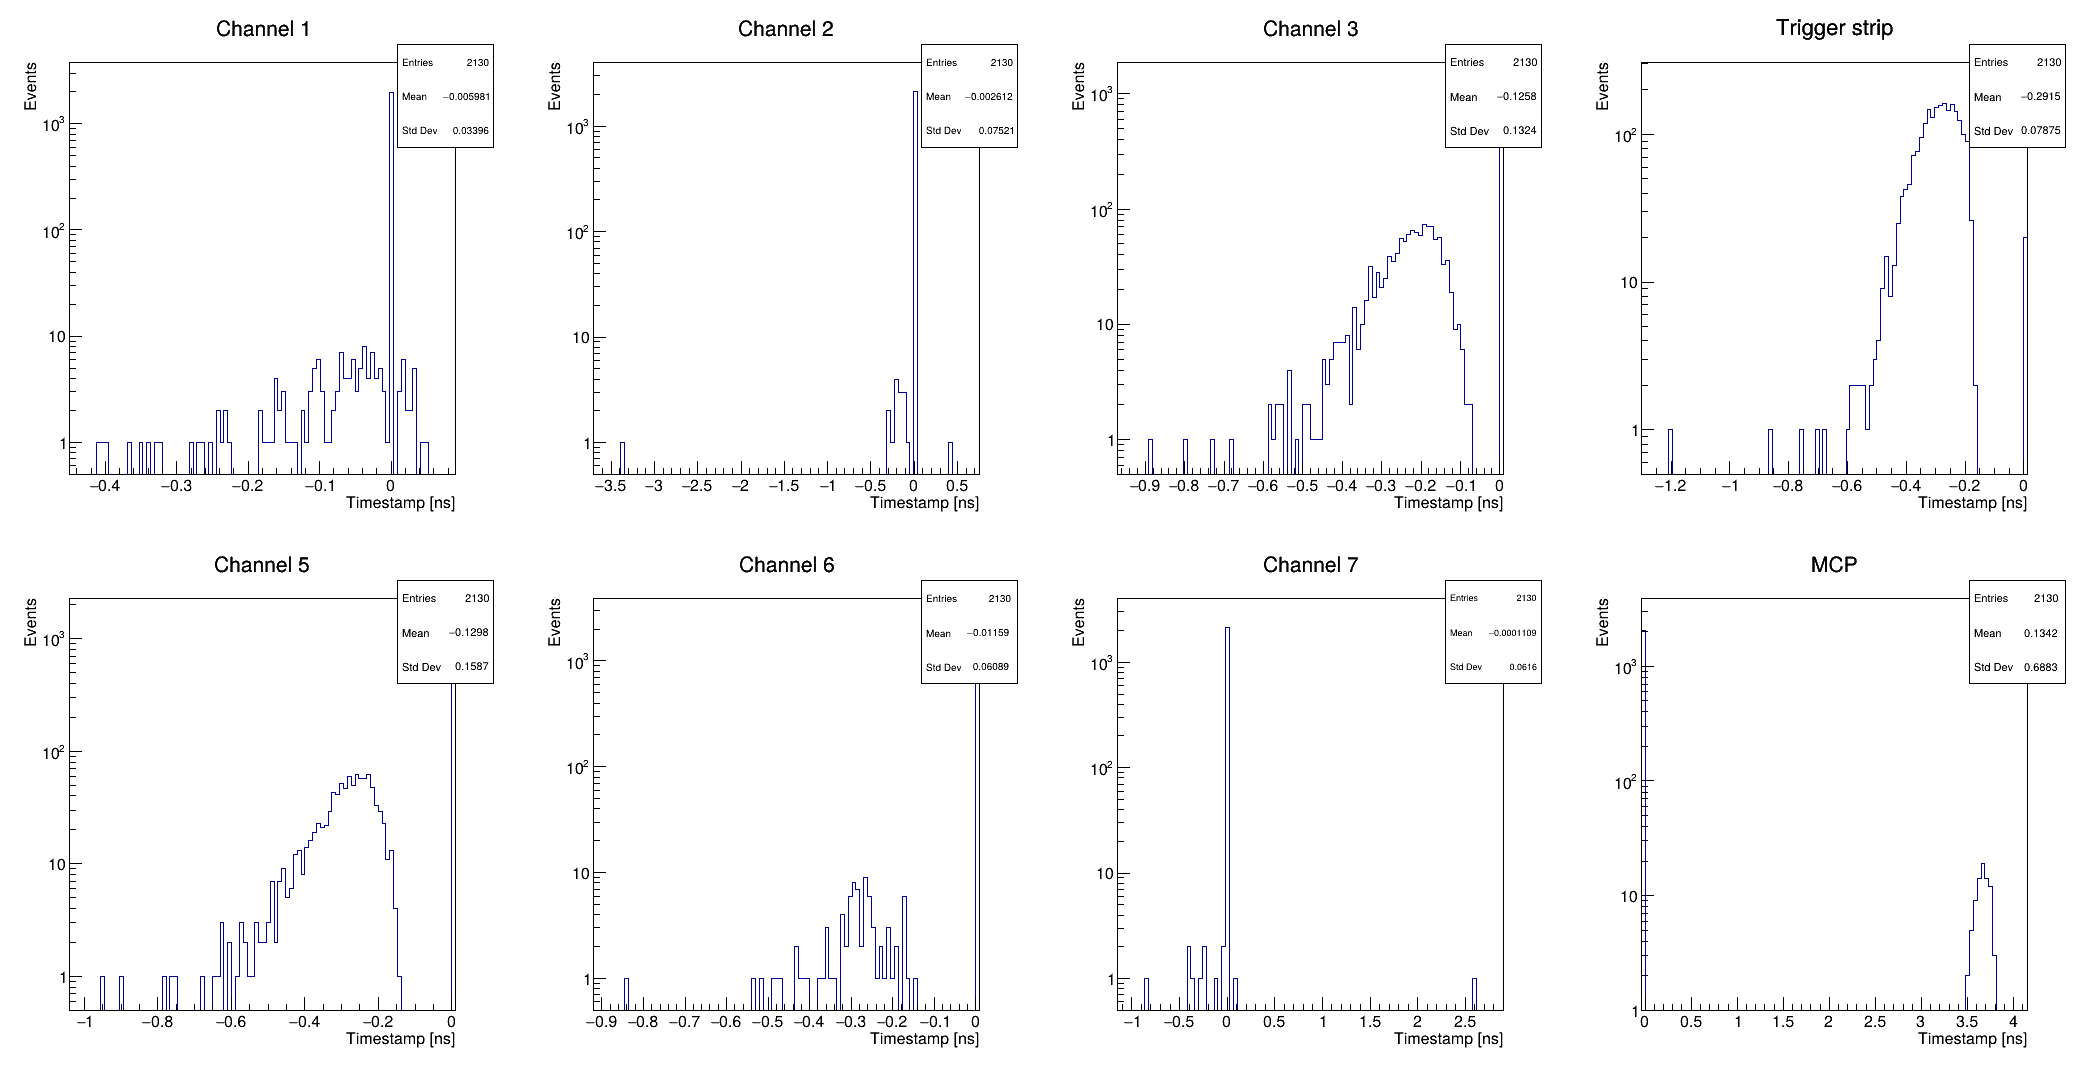 Channel 1
Events
Entries 2130
Mean −0.005981
Std Dev 0.03396
10³
10²
10
1
−0.4 −0.3 −0.2 −0.1 0
Timestamp [ns]
Channel 2
Events
Entries 2130
Mean −0.002612
Std Dev 0.07521
10³
10²
10
1
−3.5 −3 −2.5 −2 −1.5 −1 −0.5 0 0.5
Timestamp [ns]
Channel 3
Events
Entries 2130
Mean −0.1258
Std Dev 0.1324
10³
10²
10
1
−0.9 −0.8 −0.7 −0.6 −0.5 −0.4 −0.3 −0.2 −0.1 0
Timestamp [ns]
Trigger strip
Events
Entries 2130
Mean −0.2915
Std Dev 0.07875
10²
10
1
−1.2 −1 −0.8 −0.6 −0.4 −0.2 0
Timestamp [ns]
Channel 5
Events
Entries 2130
Mean −0.1298
Std Dev 0.1587
10³
10²
10
1
−1 −0.8 −0.6 −0.4 −0.2 0
Timestamp [ns]
Channel 6
Events
Entries 2130
Mean −0.01159
Std Dev 0.06089
10³
10²
10
1
−0.9 −0.8 −0.7 −0.6 −0.5 −0.4 −0.3 −0.2 −0.1 0
Timestamp [ns]
Channel 7
Events
Entries 2130
Mean −0.0001109
Std Dev 0.0616
10³
10²
10
1
−1 −0.5 0 0.5 1 1.5 2 2.5
Timestamp [ns]
MCP
Events
Entries 2130
Mean 0.1342
Std Dev 0.6883
10³
10²
10
1
0 0.5 1 1.5 2 2.5 3 3.5 4
Timestamp [ns]